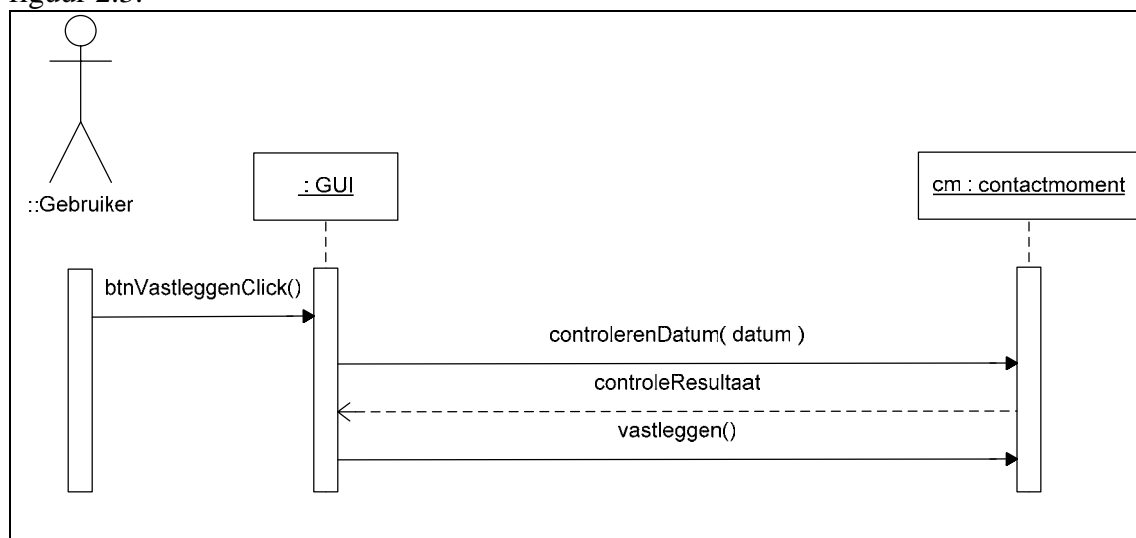 figuur 2.5.
::Gebruiker
: GUI
cm : contactmoment
btnVastleggenClick()
controlerenDatum( datum )
controleResultaat
vastleggen()